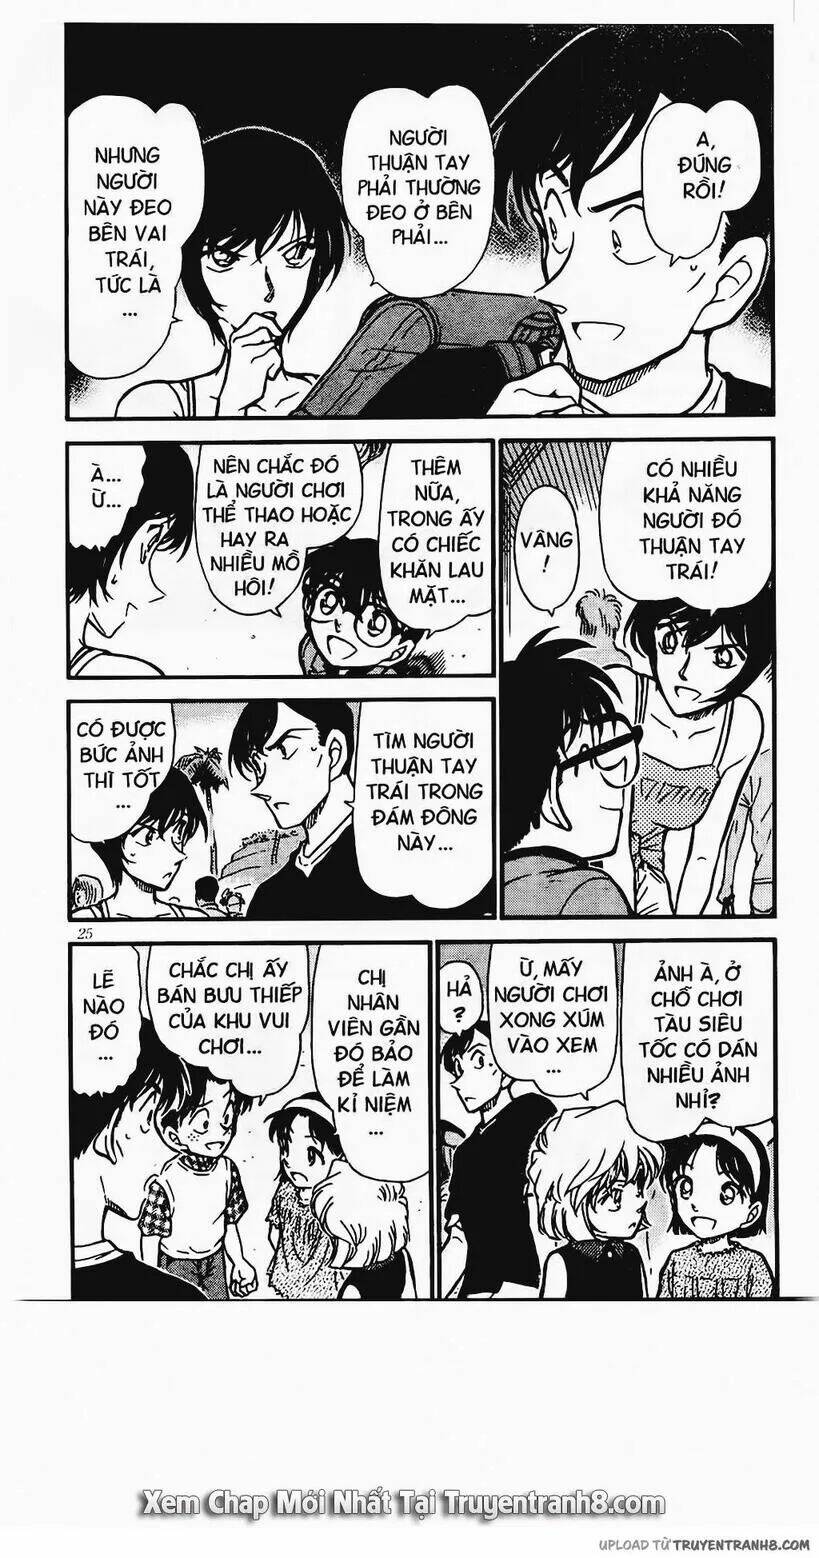 A,
ĐÚNG
RỒI!
NGƯỜI
THUẬN TAY
PHẢI THƯỜNG
ĐEO Ở BÊN
PHẢI...
NHƯNG
NGƯỜI
NÀY ĐEO
BÊN VAI
TRÁI,
TỨC LÀ
...
CÓ NHIỀU
KHẢ NĂNG
NGƯỜI ĐÓ
THUẬN TAY
TRÁI!
VÂNG
!
THÊM
NỮA,
TRONG ẤY
CÓ CHIẾC
KHĂN LAU
MẶT...
NÊN CHẮC ĐÓ
LÀ NGƯỜI CHƠI
THỂ THAO HOẶC
HAY RA
NHIỀU MỒ
HÔI!
À...
Ừ...
TÌM NGƯỜI
THUẬN TAY
TRÁI TRONG
ĐÁM ĐÔNG
NÀY...
CÓ ĐƯỢC
BỨC ẢNH
THÌ TỐT
...
25
ẢNH À, Ở
CHỖ CHƠI
TÀU SIÊU
TỐC CÓ DÁN
NHIỀU ẢNH
NHỈ?
Ừ, MẤY
NGƯỜI CHƠI
XONG XÚM
VÀO XEM
...
HẢ
?
CHỊ
NHÂN
VIÊN GẦN
ĐÓ BẢO
ĐỂ LÀM
KỈ NIỆM
...
CHẮC CHỊ ẤY
BÁN BƯU THIẾP
CỦA KHU VUI
CHƠI...
LẼ
NÀO
ĐÓ
...
Xem Chap Mới Nhất Tại Truyentranh8.com
UPLOAD TỪ TRUYENTRANH8.COM